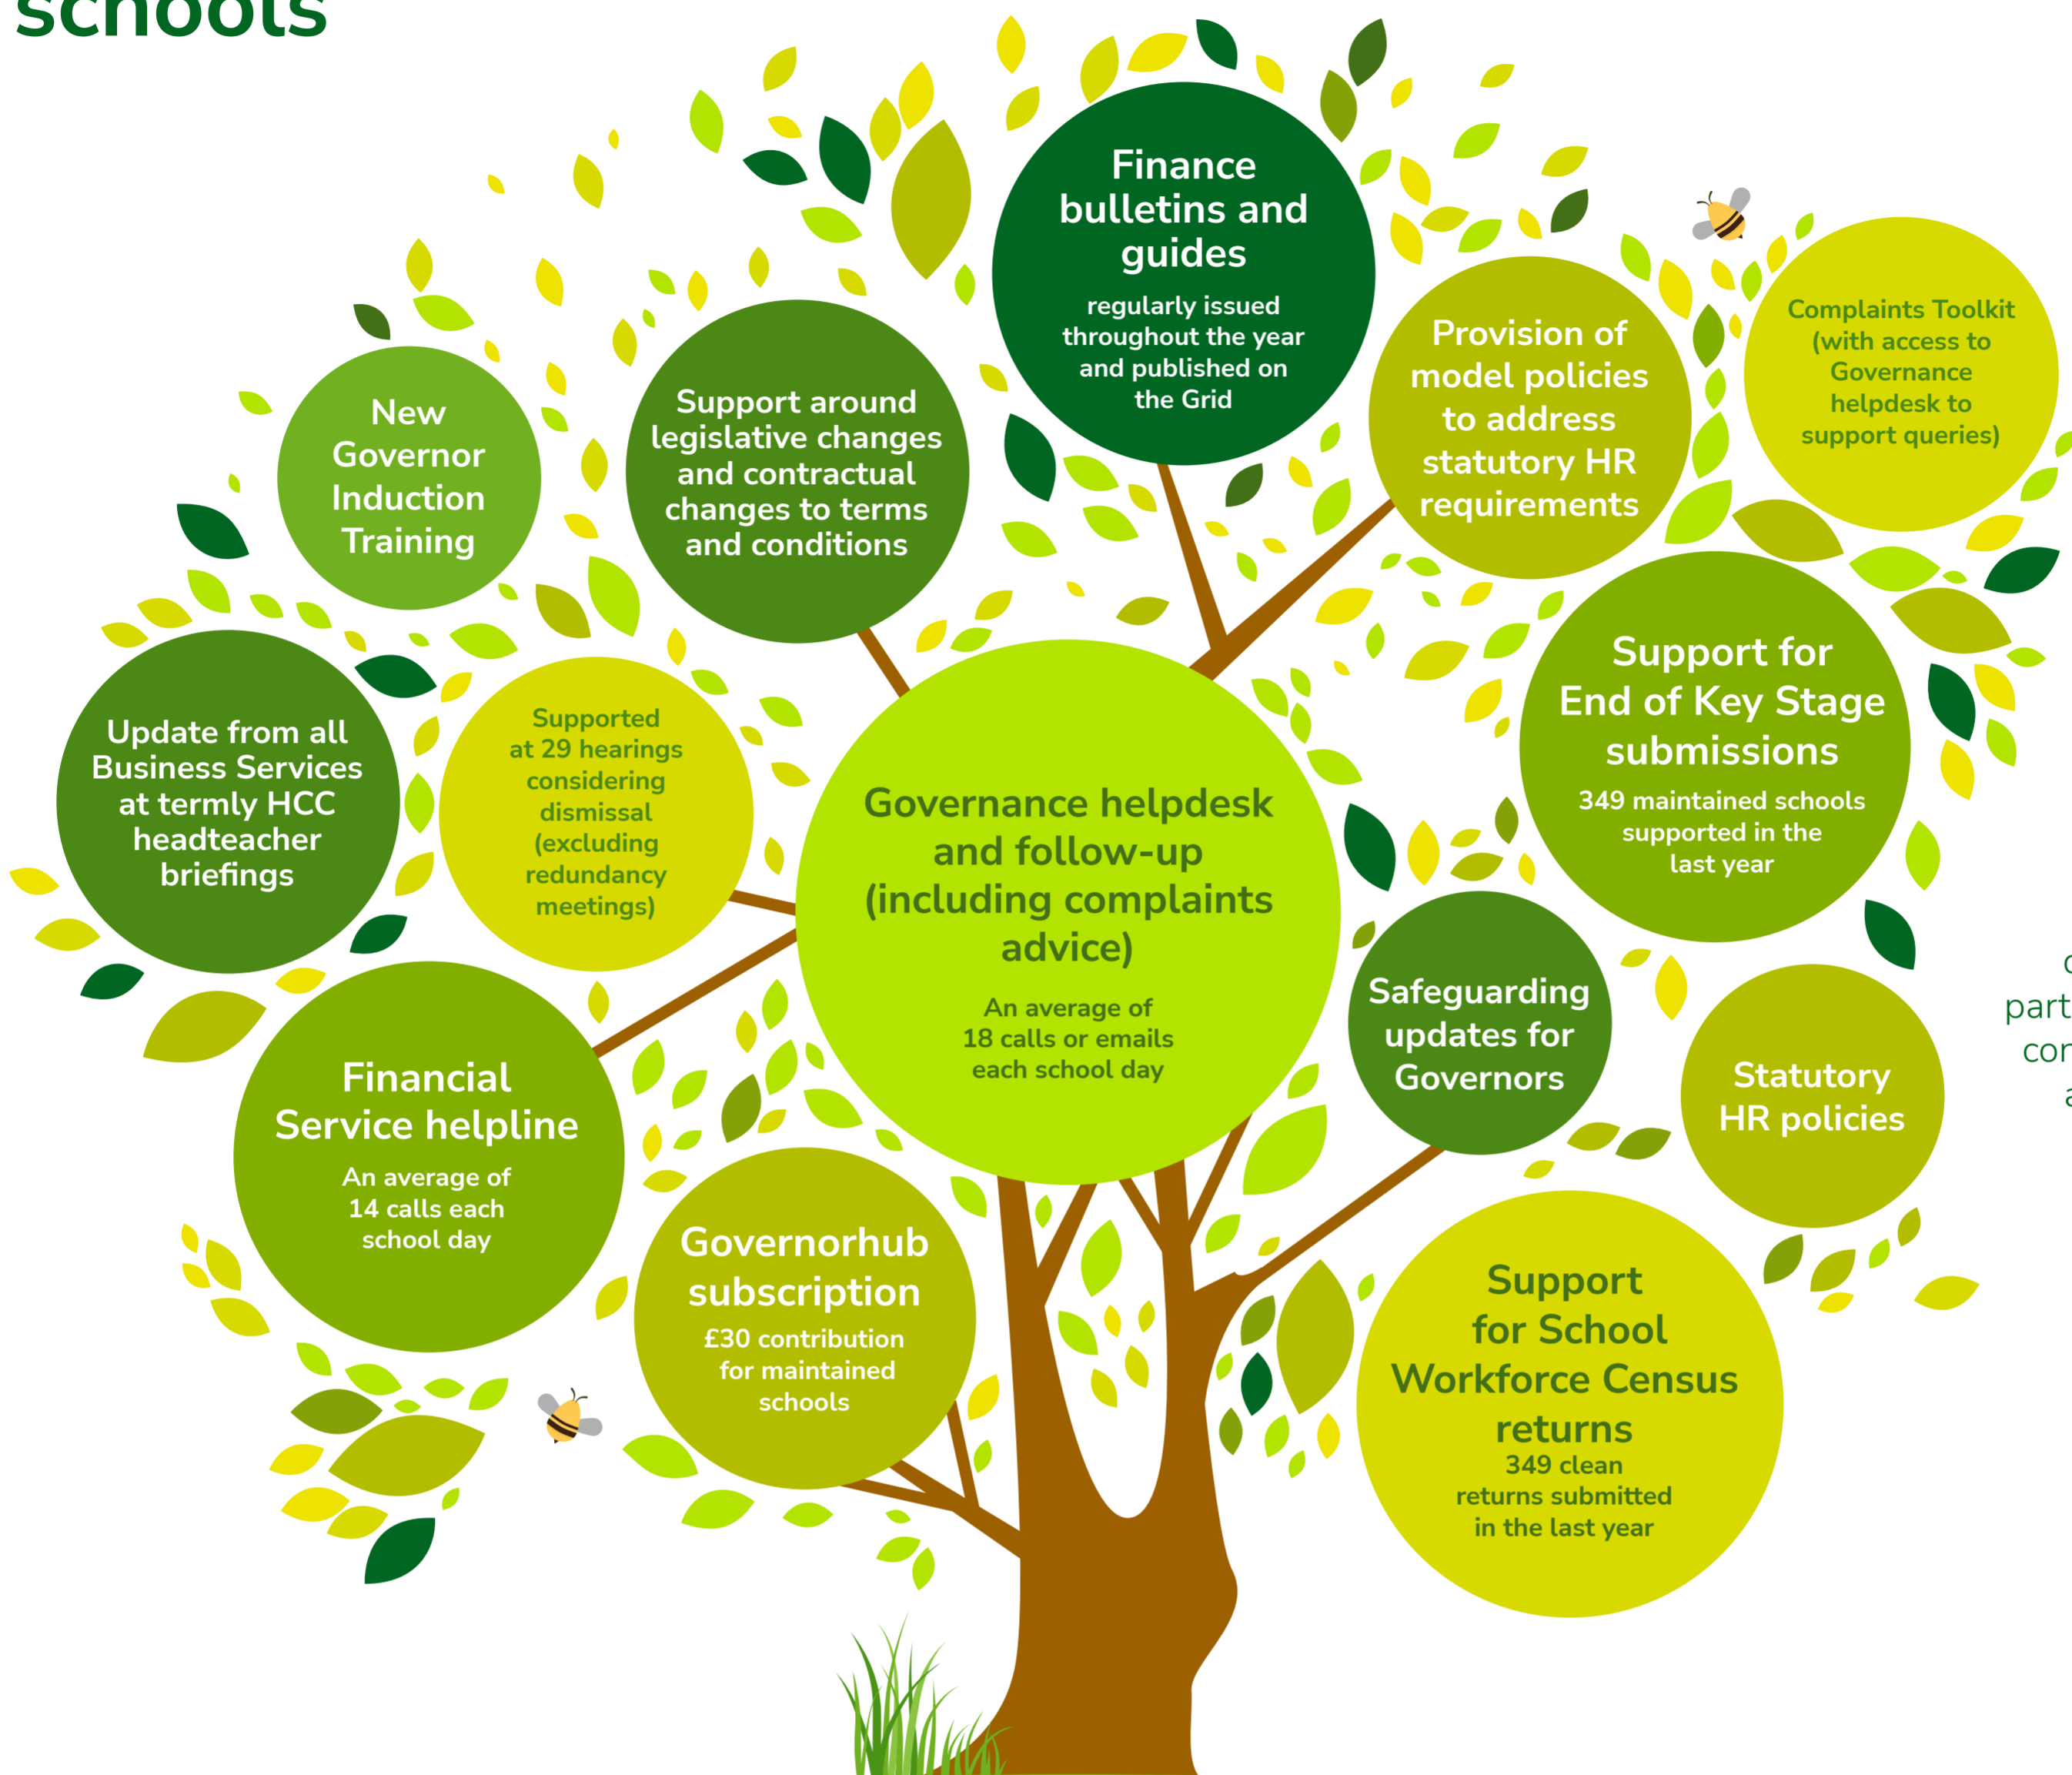 schools
Finance
bulletins and
guides
regularly issued
throughout the year
and published on
the Grid
Provision of
model policies
to address
statutory HR
requirements
Complaints Toolkit
(with access to
Governance
helpdesk to
support queries)
New
Governor
Induction
Training
Support around
legislative changes
and contractual
changes to terms
and conditions
Update from all
Business Services
at termly HCC
headteacher
briefings
Supported
at 29 hearings
considering
dismissal
(excluding
redundancy
meetings)
Governance helpdesk
and follow-up
(including complaints
advice)
An average of
18 calls or emails
each school day
Support for
End of Key Stage
submissions
349 maintained schools
supported in the
last year
Safeguarding
updates for
Governors
Statutory
HR policies
Financial
Service helpline
An average of
14 calls each
school day
Governorhub
subscription
£30 contribution
for maintained
schools
Support
for School
Workforce Census
returns
349 clean
returns submitted
in the last year